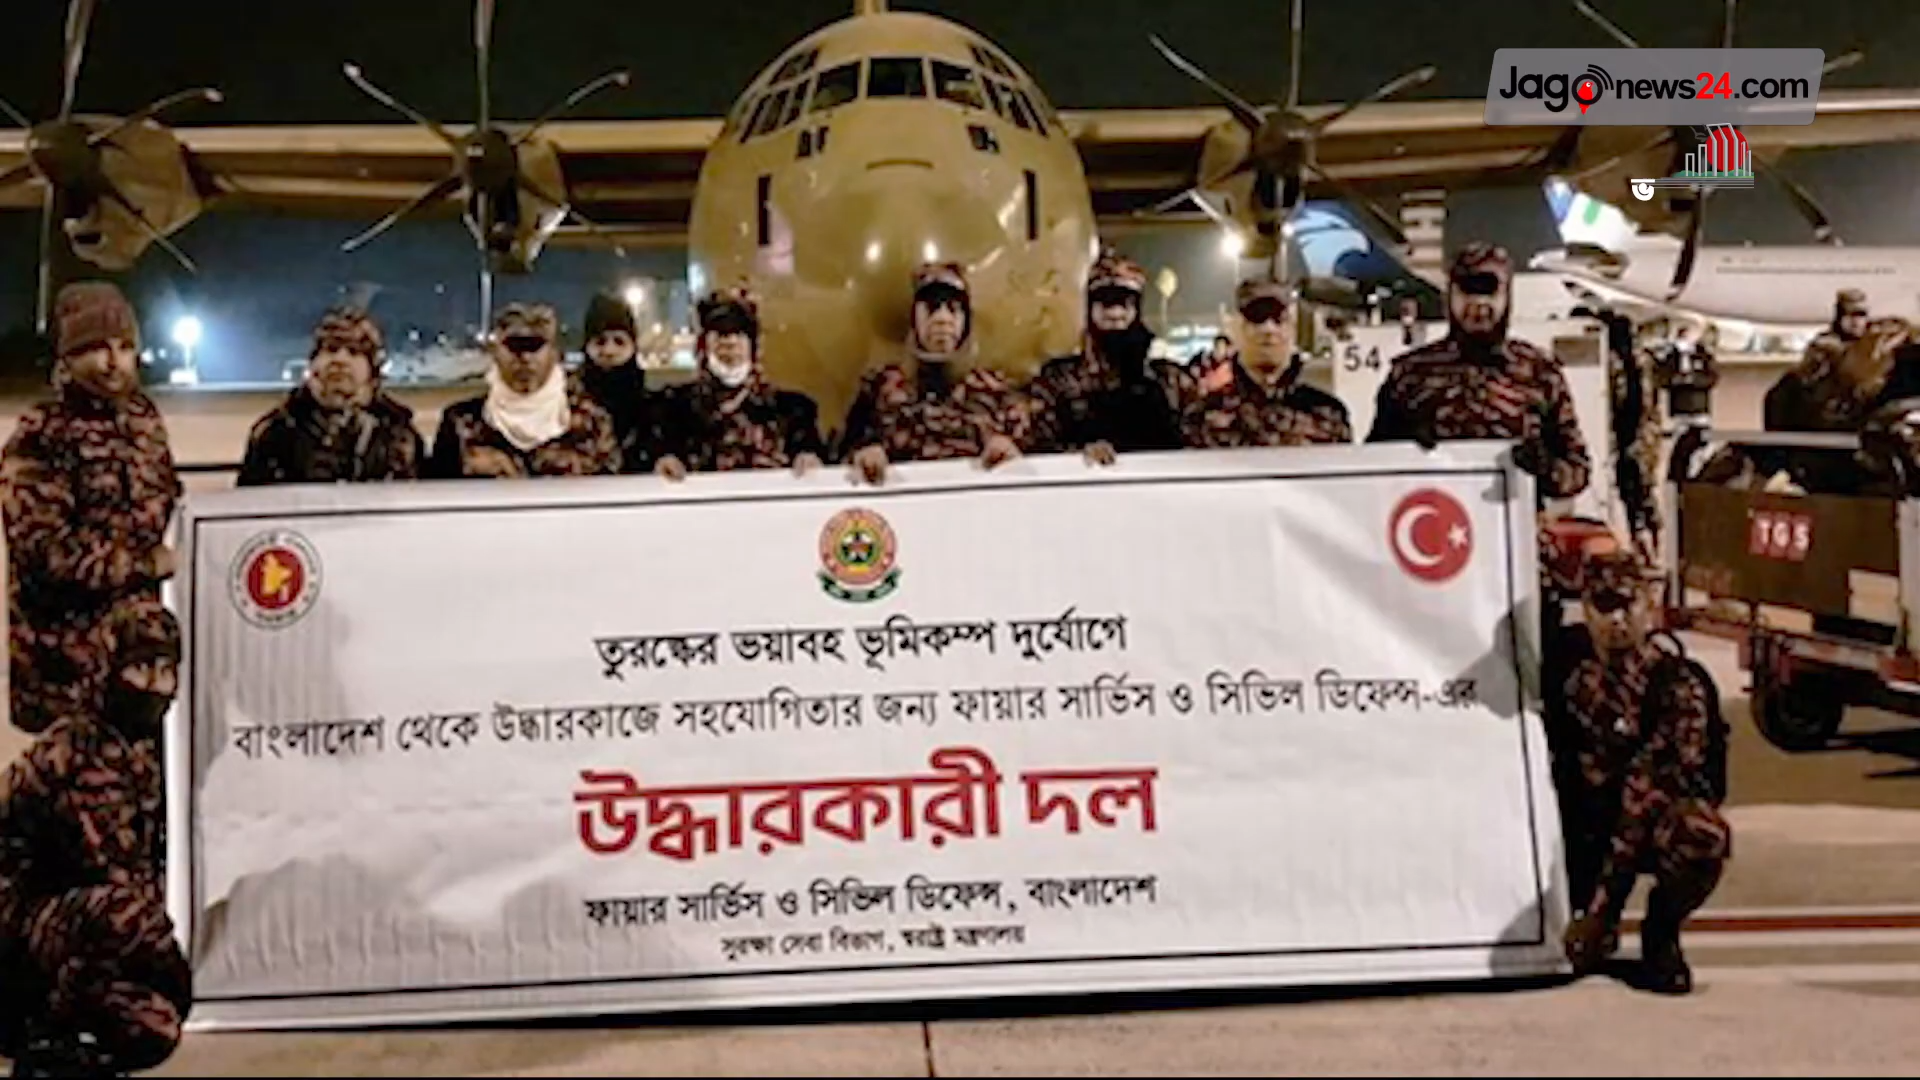 Jagonews24.com
54
TGS
তুরস্কের ভয়াবহ ভূমিকম্প দুর্যোগে
বাংলাদেশ থেকে উদ্ধারকাজে সহযোগিতার জন্য ফায়ার সার্ভিস ও সিভিল ডিফেন্স-এর
উদ্ধারকারী দল
ফায়ার সার্ভিস ও সিভিল ডিফেন্স, বাংলাদেশ
সুরক্ষা সেবা বিভাগ, স্বরাষ্ট্র মন্ত্রণালয়